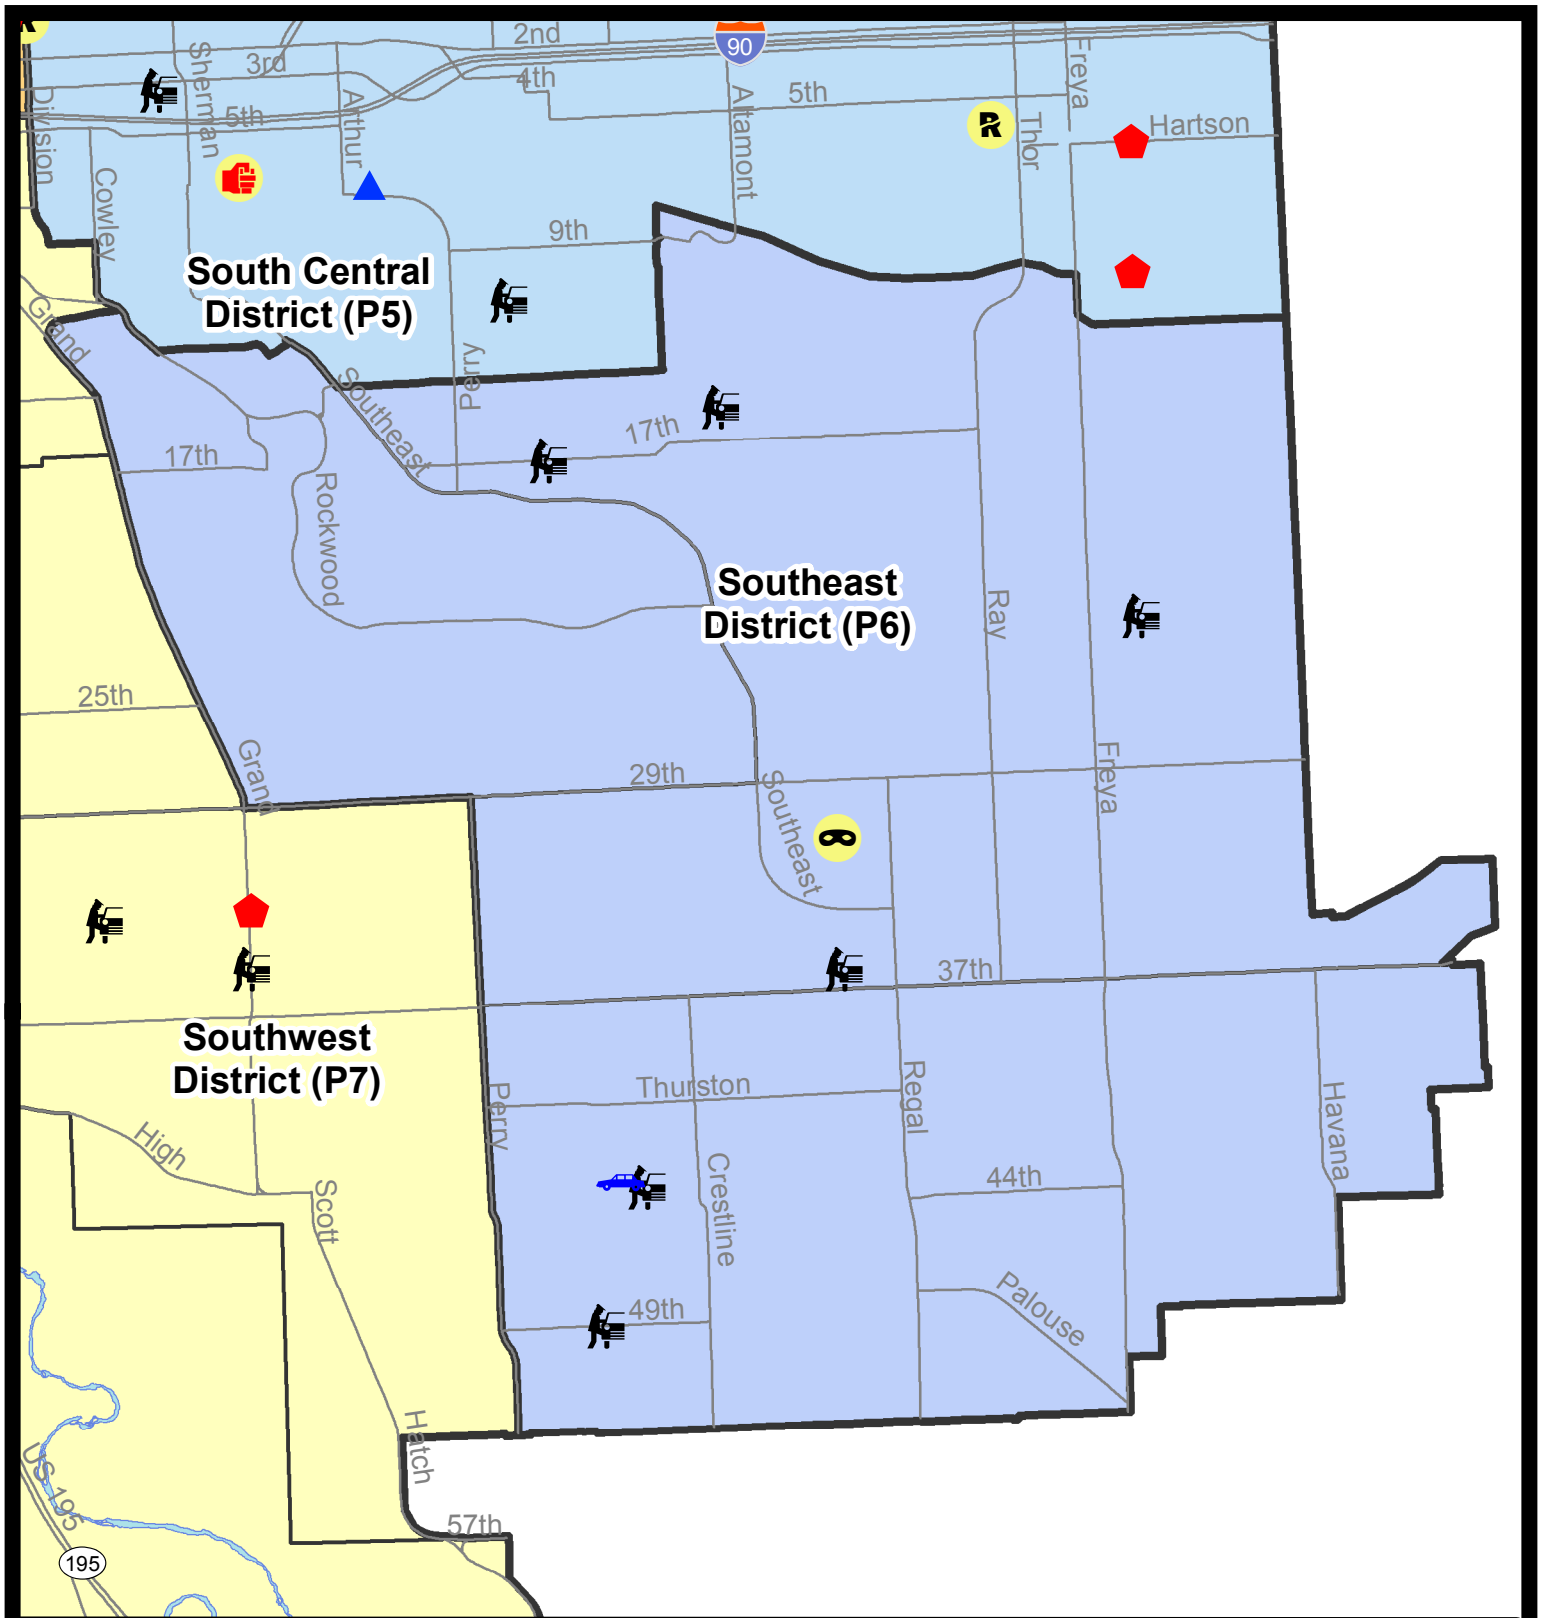 R
2nd
90
3rd
4th
5th
5th
Division
Sherman
Arthur
Altamont
Freya
Thor
R
Hartson
Cowley
9th
South Central
District (P5)
Grand
Perry
Southeast
17th
17th
Rockwood
Southeast
District (P6)
Ray
25th
Grand
29th
Southeast
Freya
37th
Southwest
District (P7)
Thurston
Perry
Regal
Havana
High
Scott
Crestline
44th
49th
Palouse
Hatch
US 195
57th
195